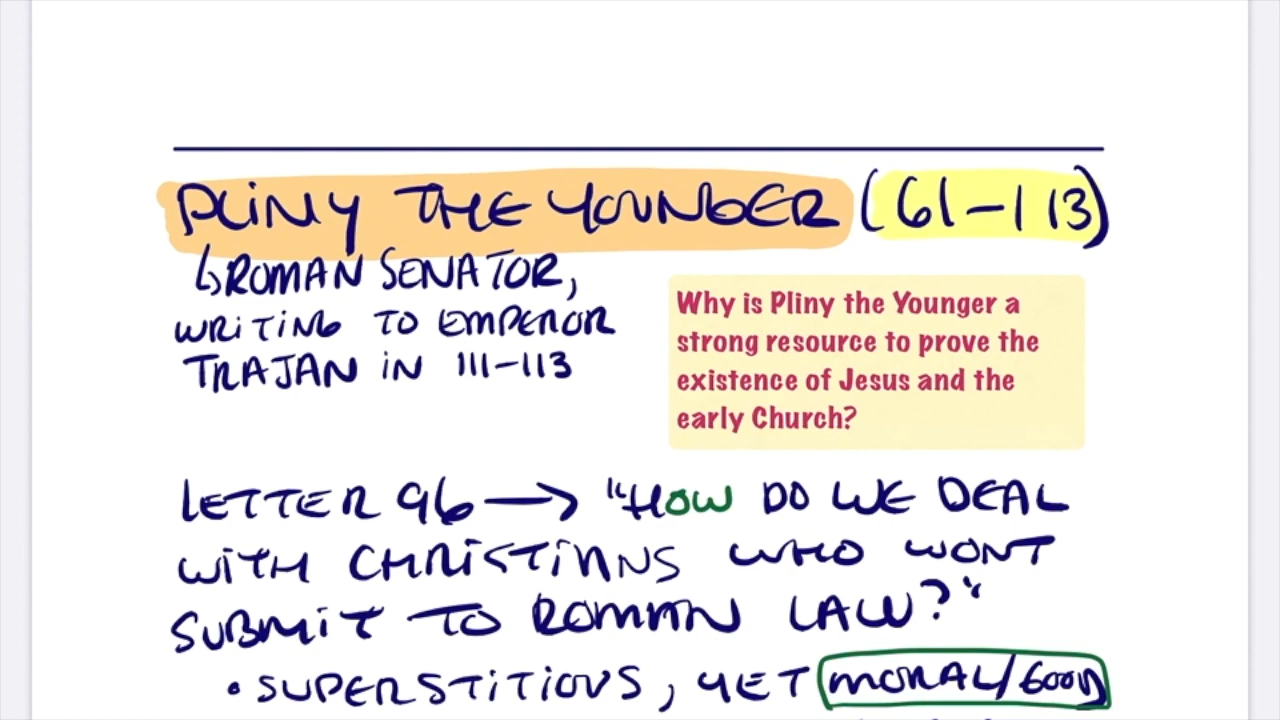 PLINY THE YOUNGER (61-113)
↳ROMAN SENATOR,
WRITING TO EMPEROR
TRAJAN IN 111-113
Why is Pliny the Younger a
strong resource to prove the
existence of Jesus and the
early Church?
LETTER 96 → "HOW DO WE DEAL
WITH CHRISTIANS WHO WONT
SUBMIT TO ROMAN LAW?"
• SUPERSTITIOUS, YET MORAL/GOOD